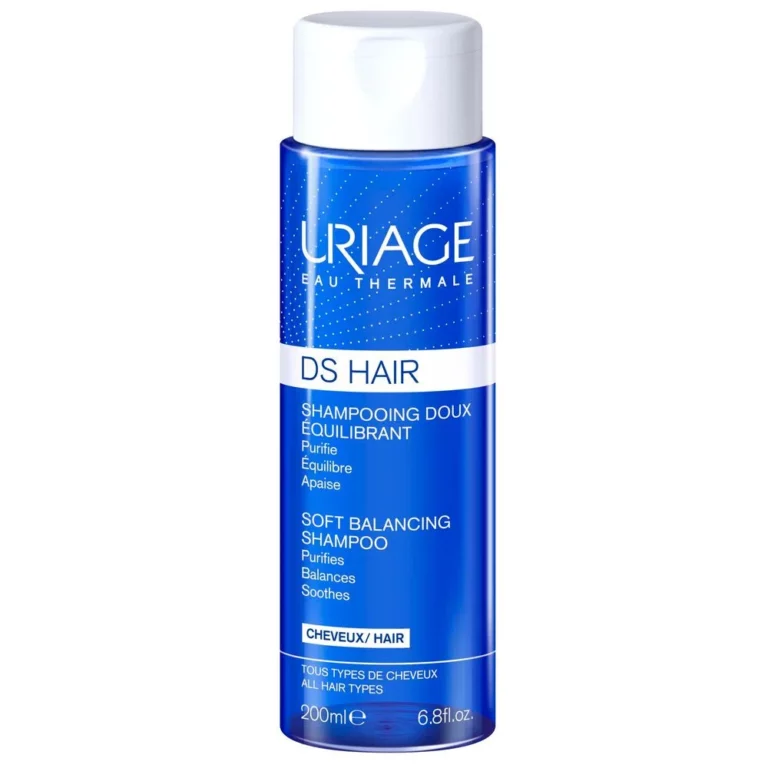 URIAGE
EAU THERMALE
DS HAIR
SHAMPOOING DOUX
ÉQUILIBRANT
Purifie
Équilibre
Apaise
SOFT BALANCING
SHAMPOO
Purifies
Balances
Soothes
CHEVEUX/ HAIR
TOUS TYPES DE CHEVEUX
ALL HAIR TYPES
200ml℮ 6.8fl.oz.